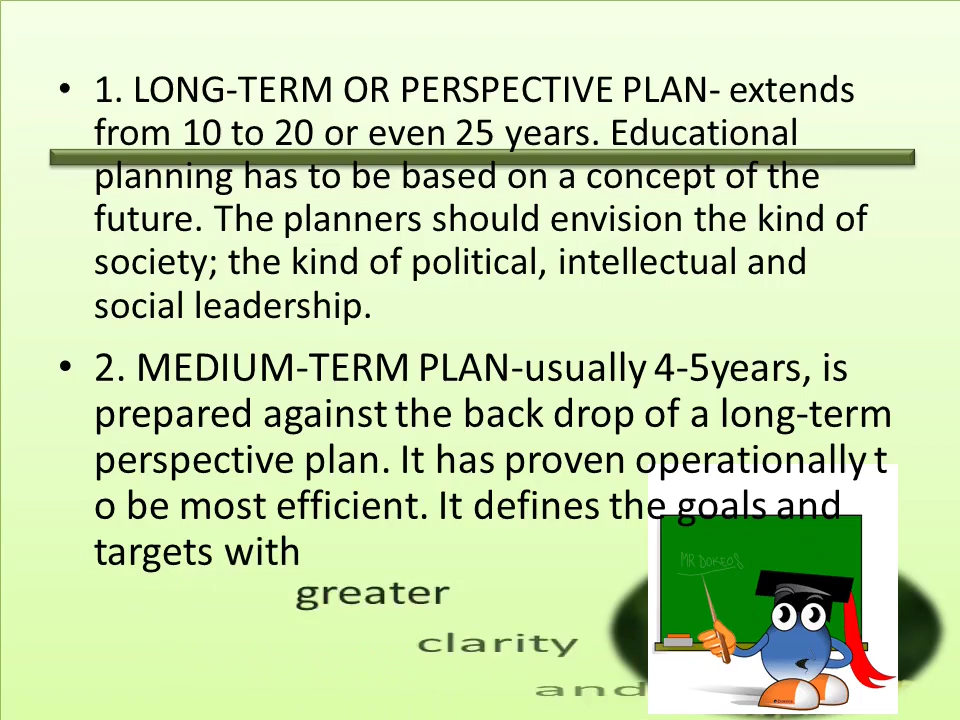 • 1. LONG-TERM OR PERSPECTIVE PLAN- extends
from 10 to 20 or even 25 years. Educational
planning has to be based on a concept of the
future. The planners should envision the kind of
society; the kind of political, intellectual and
social leadership.
• 2. MEDIUM-TERM PLAN-usually 4-5years, is
prepared against the back drop of a long-term
perspective plan. It has proven operationally t
o be most efficient. It defines the goals and
targets with
MR DOKEOS
greater
clarity
and